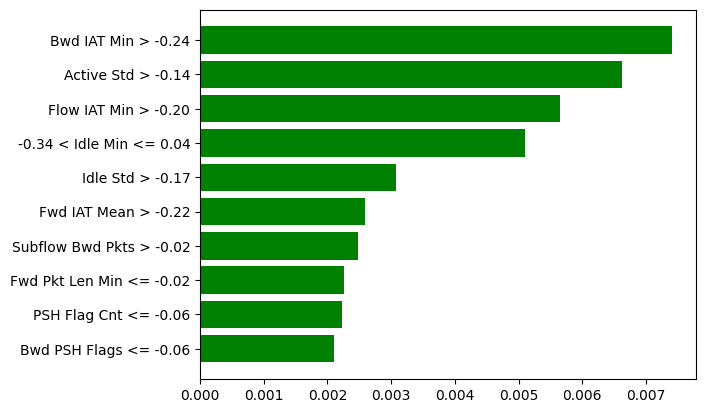 Bwd IAT Min > -0.24
Active Std > -0.14
Flow IAT Min > -0.20
-0.34 < Idle Min <= 0.04
Idle Std > -0.17
Fwd IAT Mean > -0.22
Subflow Bwd Pkts > -0.02
Fwd Pkt Len Min <= -0.02
PSH Flag Cnt <= -0.06
Bwd PSH Flags <= -0.06
0.000 0.001 0.002 0.003 0.004 0.005 0.006 0.007